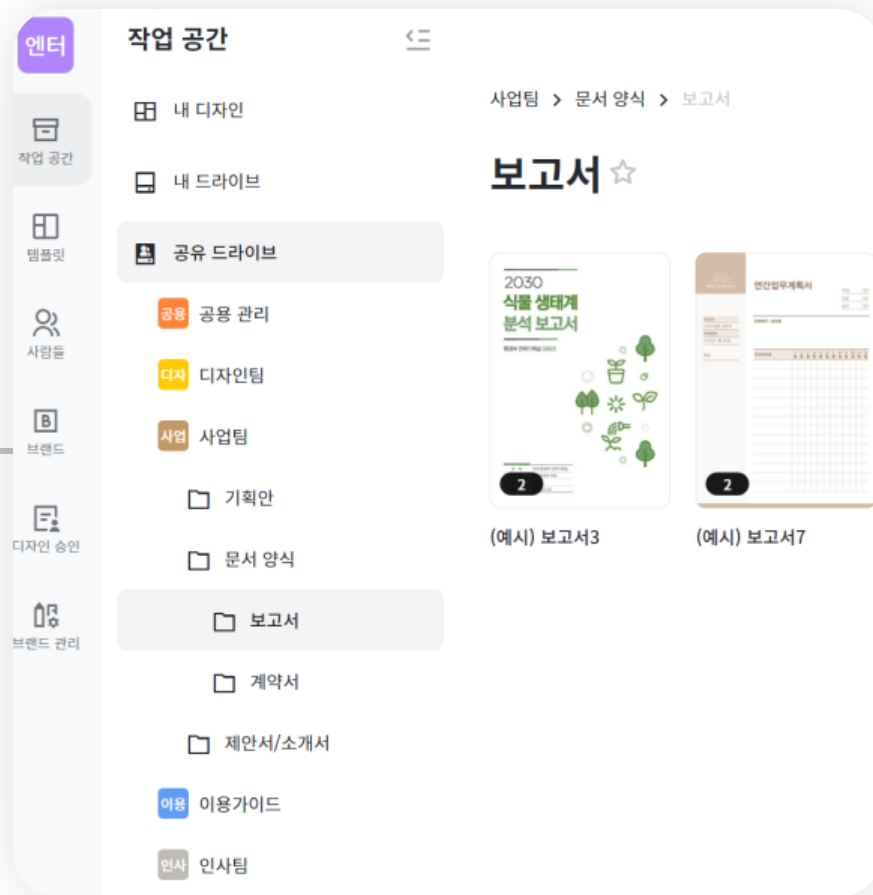 엔터
작업 공간
템플릿
사람들
브랜드
디자인 승인
브랜드 관리
작업 공간
내 디자인
내 드라이브
공유 드라이브
공용 공용 관리
디자 디자인팀
사업 사업팀
기획안
문서 양식
보고서
계약서
제안서/소개서
이용 이용가이드
인사 인사팀
사업팀 > 문서 양식 > 보고서
보고서
2030
식물 생태계
분석 보고서
2
(예시) 보고서3
연간업무계획서
2
(예시) 보고서7